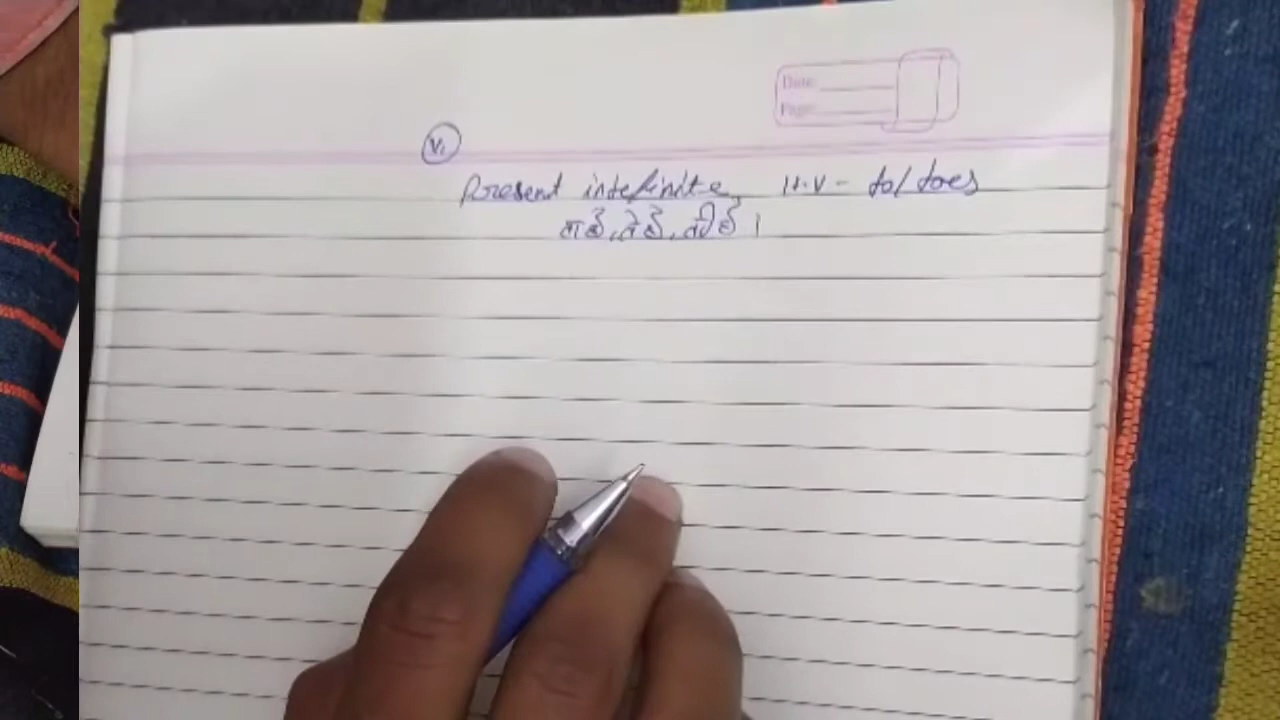 Date:
Page:
V₁
Present indefinite, H.V - do/does
ता है, ते है, ती है ।